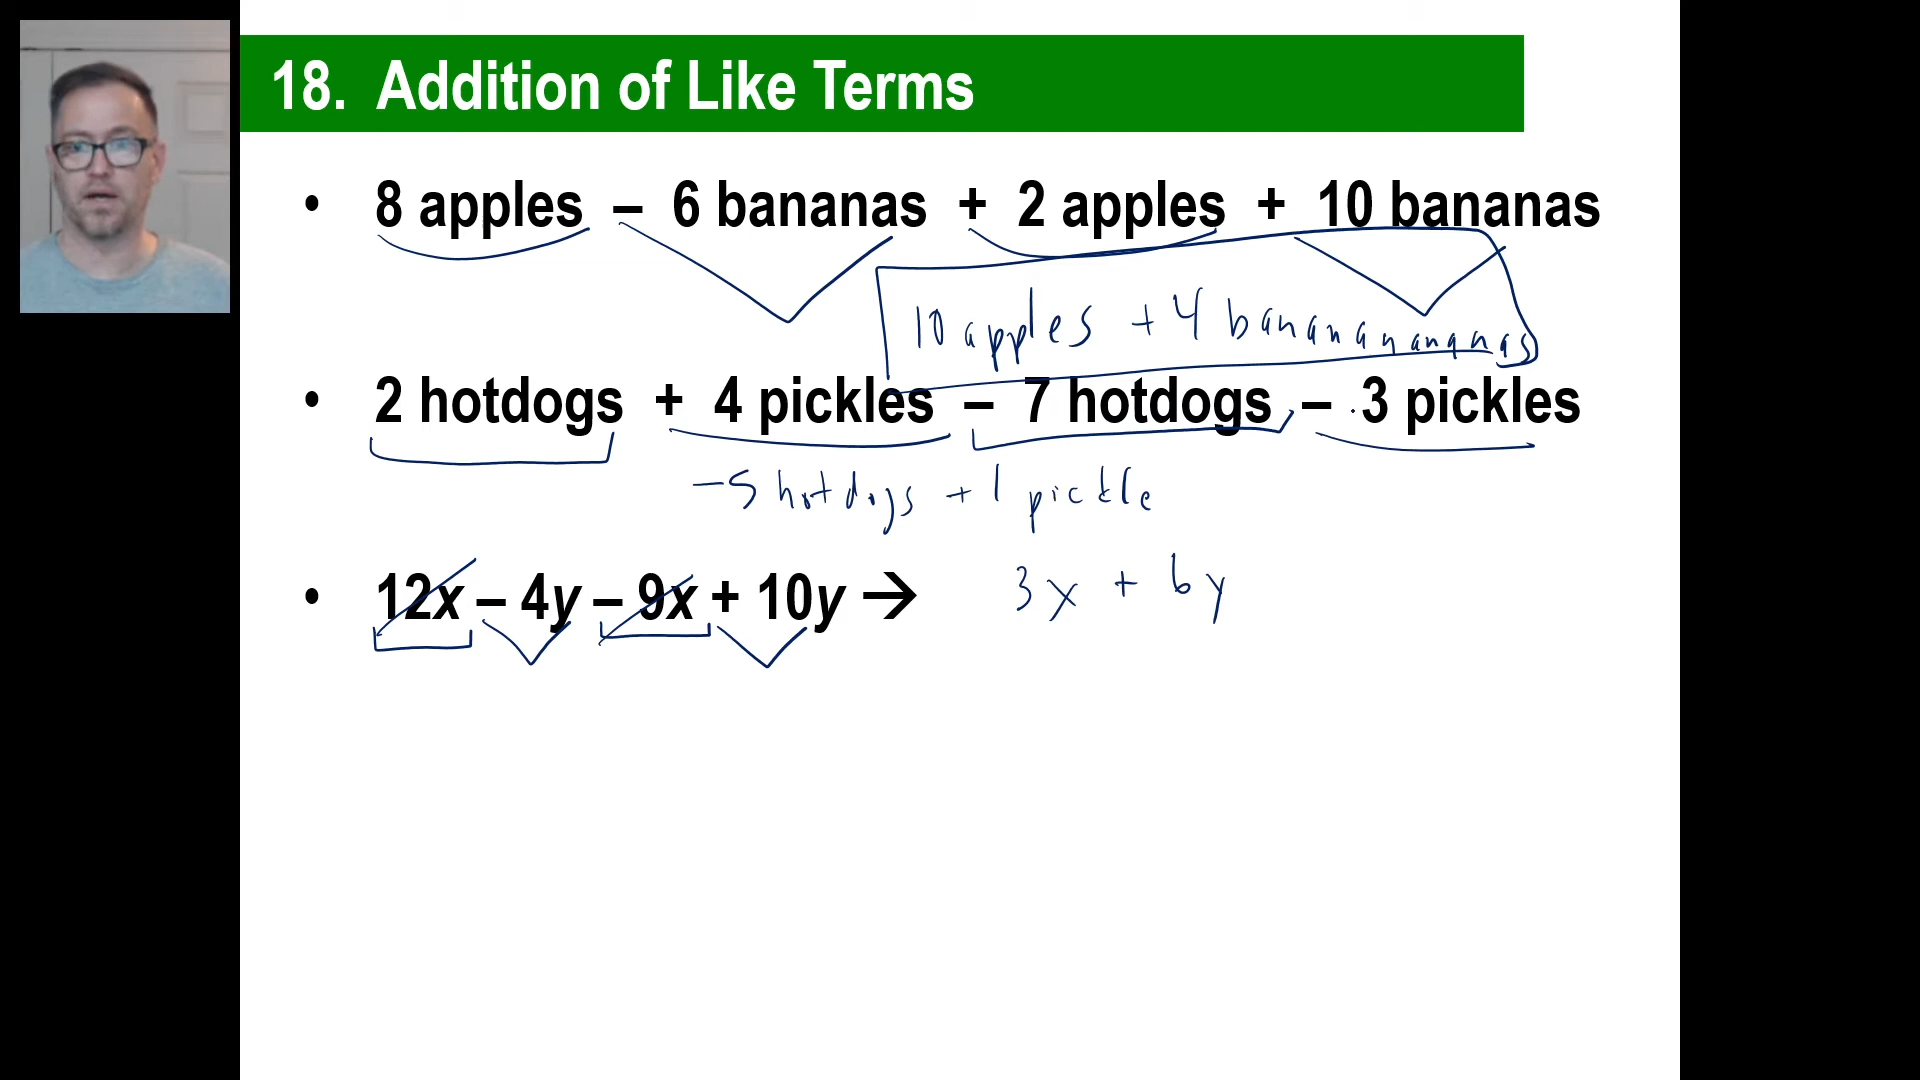 18. Addition of Like Terms
• 8 apples – 6 bananas + 2 apples + 10 bananas
10 apples + 4 banananananas
• 2 hotdogs + 4 pickles – 7 hotdogs – 3 pickles
-5 hotdogs + 1 pickle
• 12x – 4y – 9x + 10y → 3x + 6y